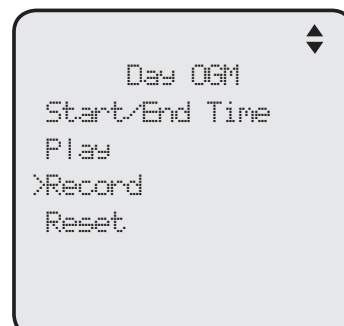 Day OGM
Start/End Time
Play
>Record
Reset